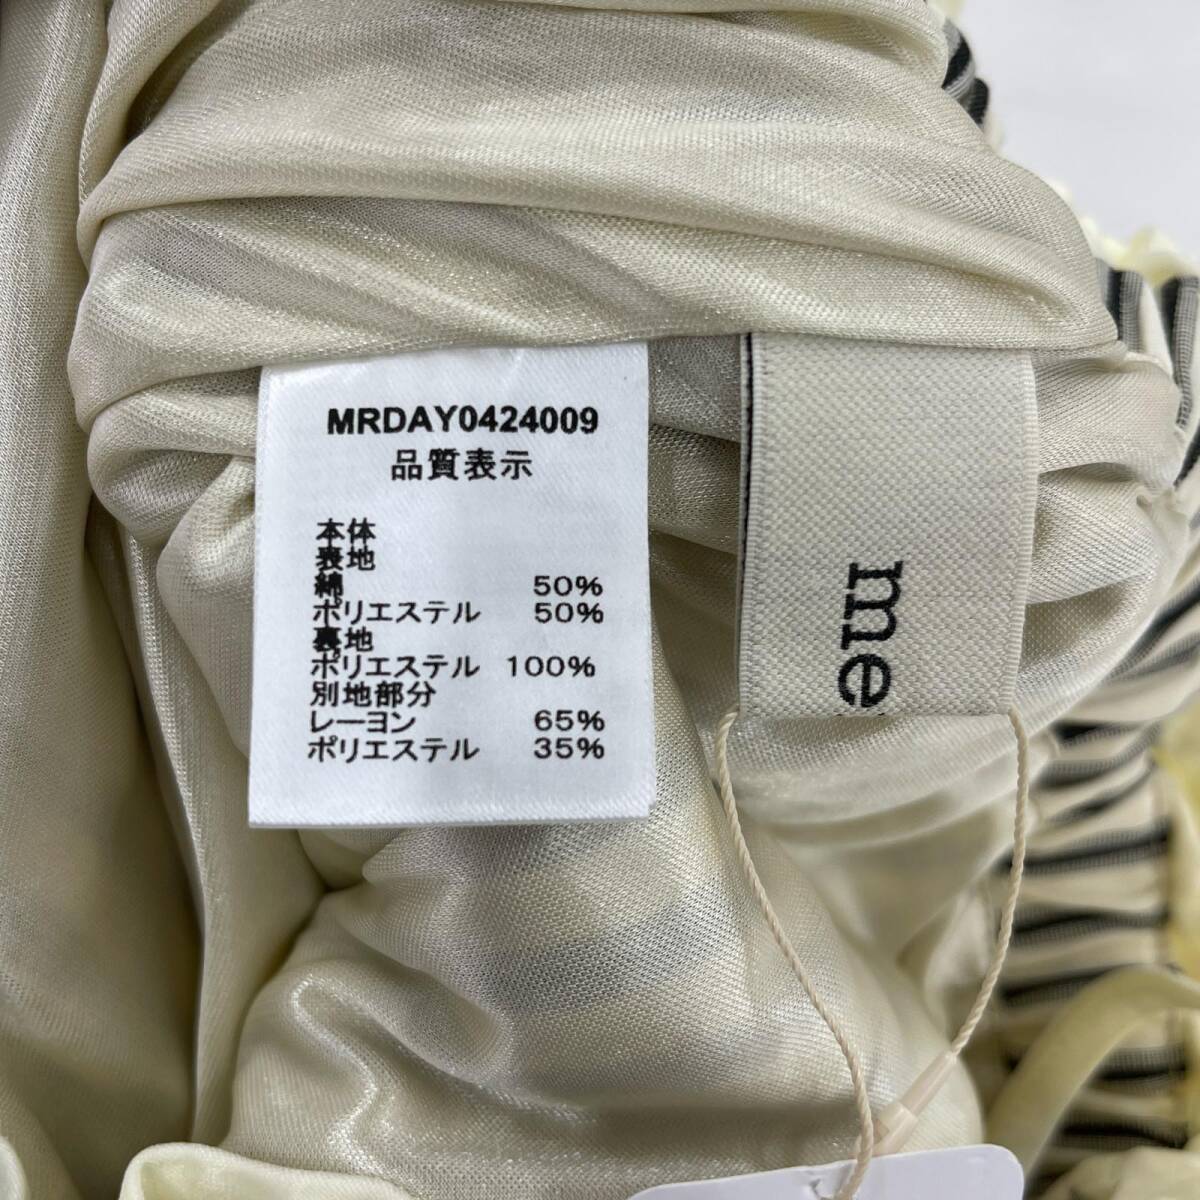 MRDAY0424009
品質表示
本体
表地
綿 50%
ポリエステル 50%
裏地
ポリエステル 100%
別地部分
レーヨン 65%
ポリエステル 35%
me